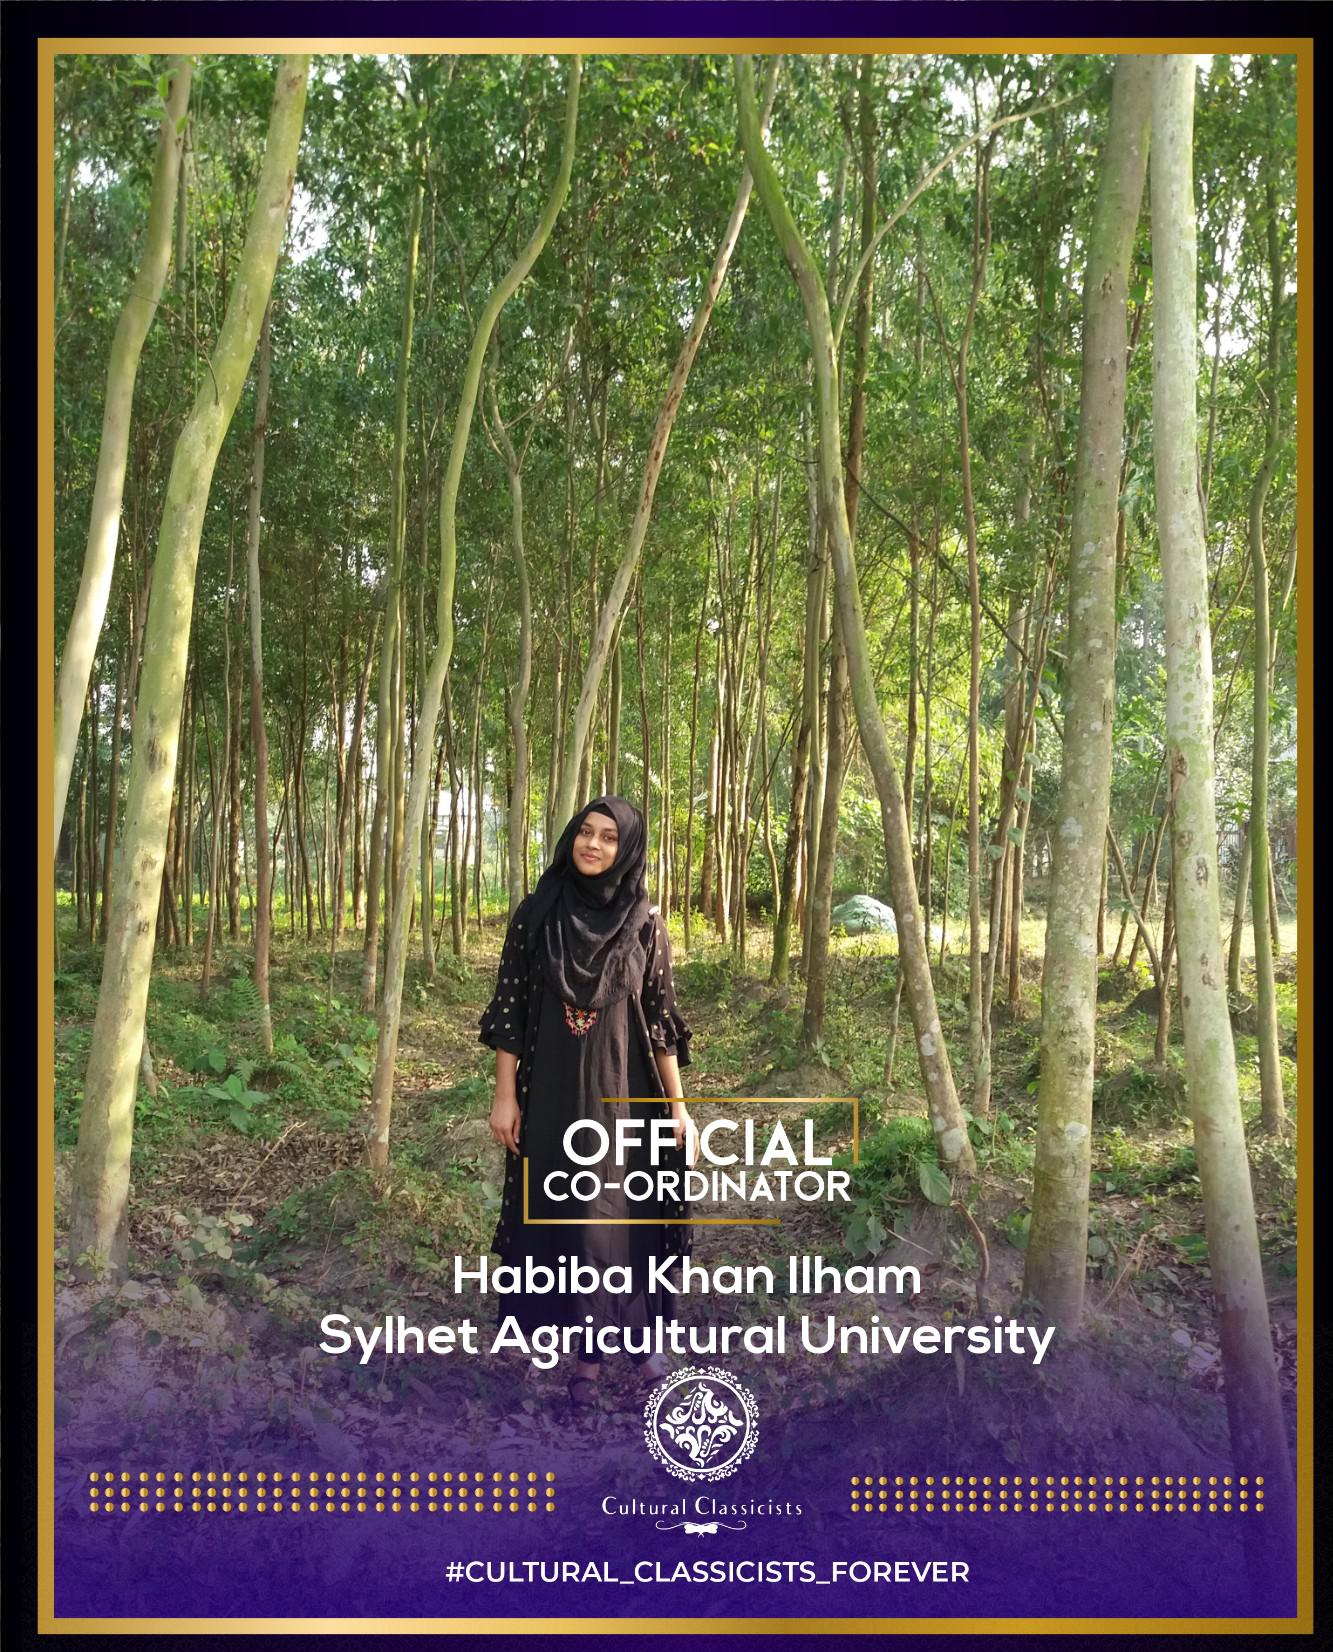 OFFICIAL
CO-ORDINATOR
Habiba Khan Ilham
Sylhet Agricultural University
Cultural Classicists
#CULTURAL_CLASSICISTS_FOREVER